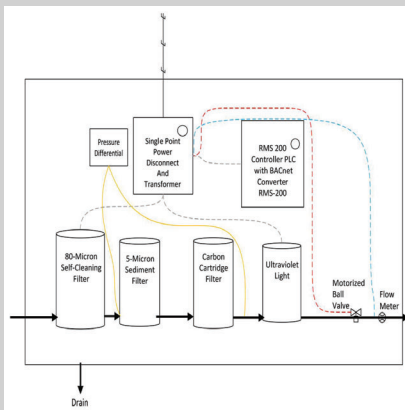 Pressure
Differential
Single Point
Power
Disconnect
And
Transformer
RMS 200
Controller PLC
with BACnet
Converter
RMS-200
80-Micron
Self-Cleaning
Filter
5-Micron
Sediment
Filter
Carbon
Cartridge
Filter
Ultraviolet
Light
Motorized
Ball
Valve
Flow
Meter
Drain